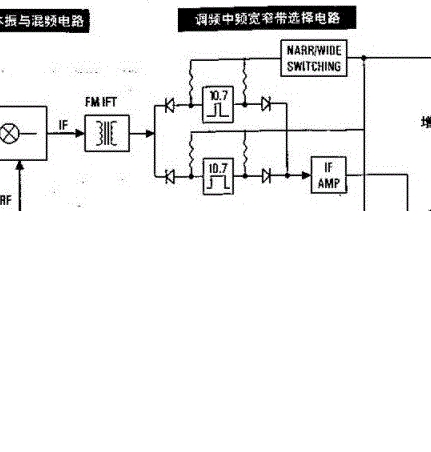 本振与混频电路
调频中频宽窄带选择电路
NARR/WIDE
SWITCHING
FM IFT
IF
10.7
10.7
IF
AMP
RF
增